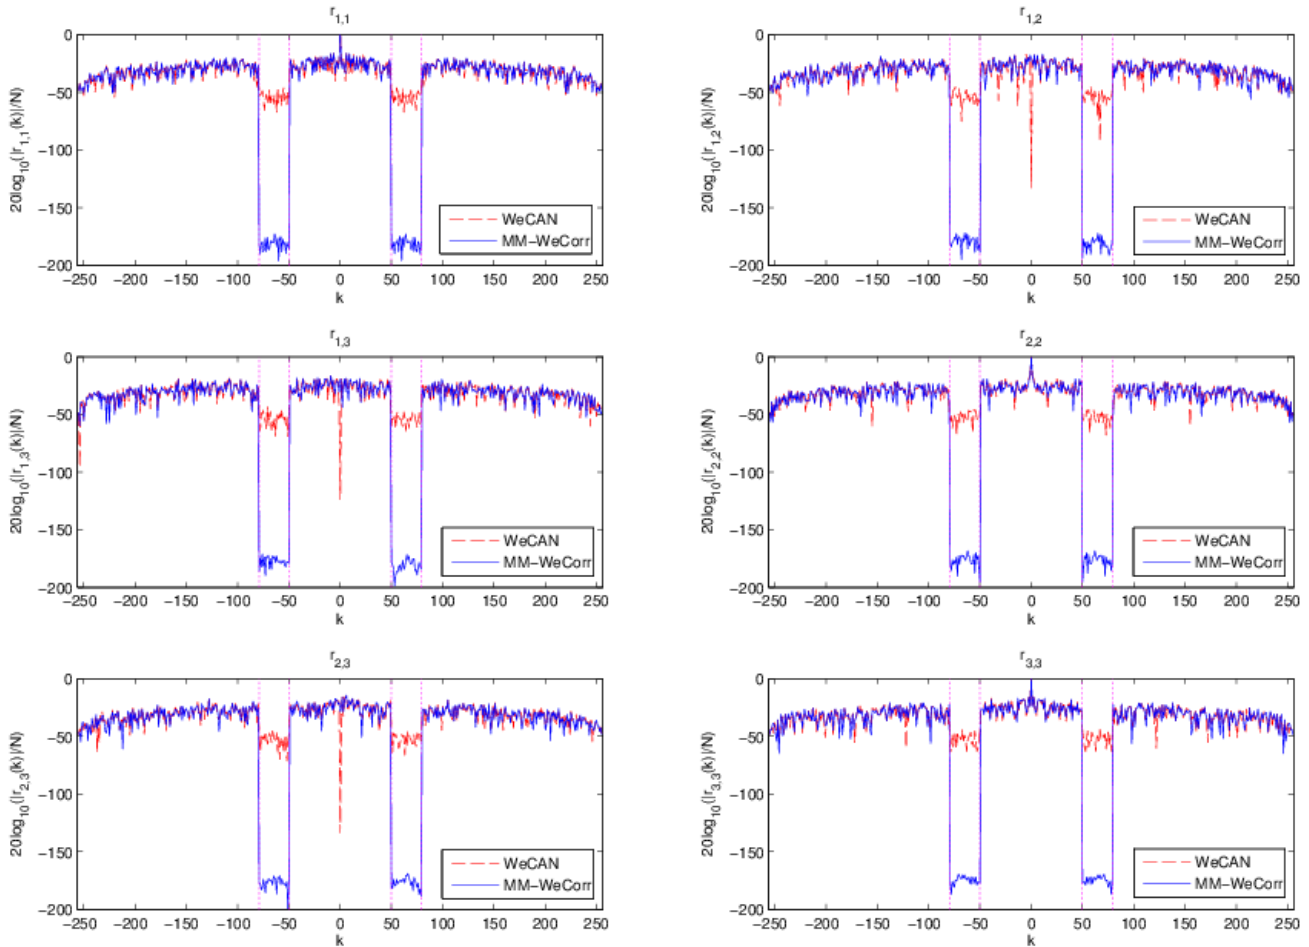 r1,1
20log10(|r1,1(k)|/N)
0
−50
−100
−150
−200
−250 −200 −150 −100 −50 0 50 100 150 200 250
k
WeCAN
MM−WeCorr
r1,2
20log10(|r1,2(k)|/N)
0
−50
−100
−150
−200
−250 −200 −150 −100 −50 0 50 100 150 200 250
k
WeCAN
MM−WeCorr
r1,3
20log10(|r1,3(k)|/N)
0
−50
−100
−150
−200
−250 −200 −150 −100 −50 0 50 100 150 200 250
k
WeCAN
MM−WeCorr
r2,2
20log10(|r2,2(k)|/N)
0
−50
−100
−150
−200
−250 −200 −150 −100 −50 0 50 100 150 200 250
k
WeCAN
MM−WeCorr
r2,3
20log10(|r2,3(k)|/N)
0
−50
−100
−150
−200
−250 −200 −150 −100 −50 0 50 100 150 200 250
k
WeCAN
MM−WeCorr
r3,3
20log10(|r3,3(k)|/N)
0
−50
−100
−150
−200
−250 −200 −150 −100 −50 0 50 100 150 200 250
k
WeCAN
MM−WeCorr